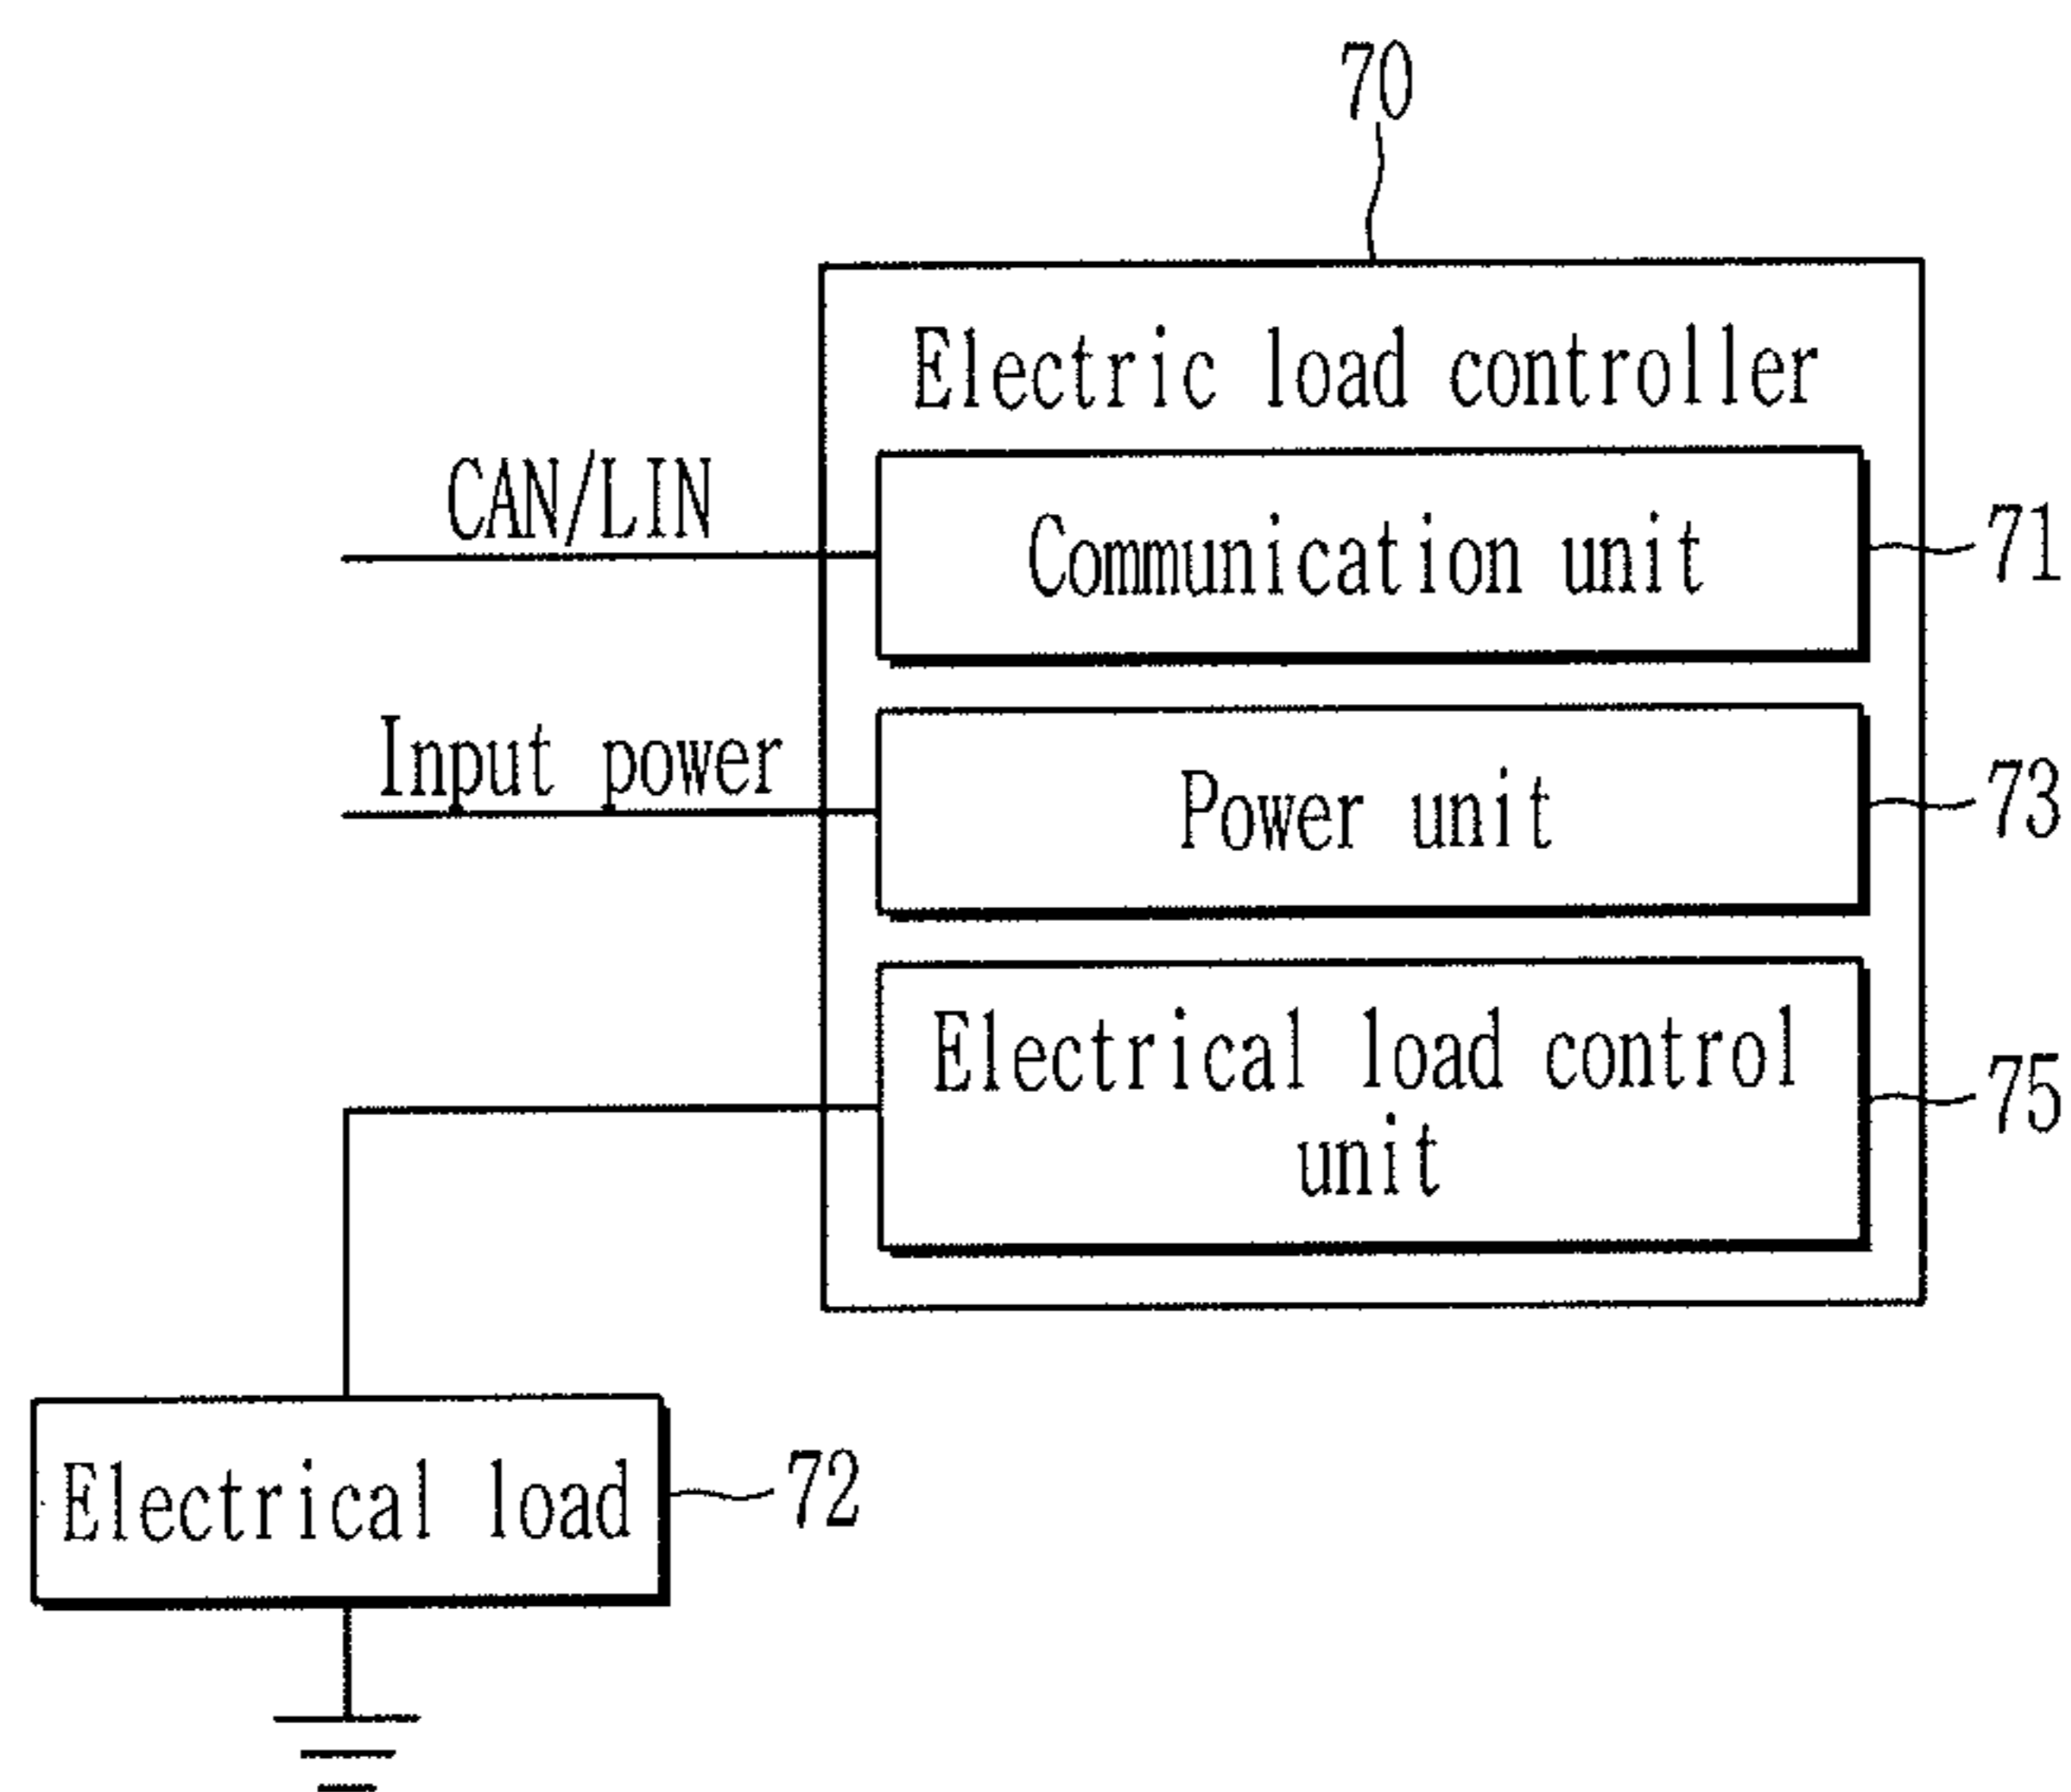 70
Electric load controller
CAN/LIN
Communication unit
71
Input power
Power unit
73
Electrical load control
unit
75
Electrical load
72